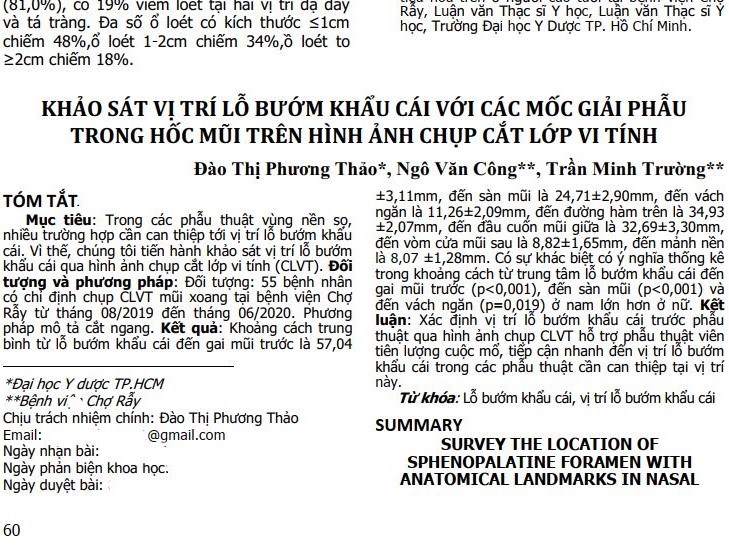 (81,0%), có 19% viêm loét tại hai vị trí dạ dày
và tá tràng. Đa số ổ loét có kích thước ≤1cm
chiếm 48%,ổ loét 1-2cm chiếm 34%,ồ loét to
≥2cm chiếm 18%.
Rẫy, Luận văn Thạc sĩ Y học, Luận văn Thạc sĩ Y
học, Trường Đại học Y Dược TP. Hồ Chí Minh.
KHẢO SÁT VỊ TRÍ LỖ BƯỚM KHẨU CÁI VỚI CÁC MỐC GIẢI PHẪU
TRONG HỐC MŨI TRÊN HÌNH ẢNH CHỤP CẮT LỚP VI TÍNH
Đào Thị Phương Thảo*, Ngô Văn Công**, Trần Minh Trường**
TÓM TẮT
Mục tiêu: Trong các phẫu thuật vùng nền sọ,
nhiều trường hợp cần can thiệp tới vị trí lỗ bướm khẩu
cái. Vì thế, chúng tôi tiến hành khảo sát vị trí lỗ bướm
khẩu cái qua hình ảnh chụp cắt lớp vi tính (CLVT). Đối
tượng và phương pháp: Đối tượng: 55 bệnh nhân
có chỉ định chụp CLVT mũi xoang tại bệnh viện Chợ
Rẫy từ tháng 08/2019 đến tháng 06/2020. Phương
pháp mô tả cắt ngang. Kết quả: Khoảng cách trung
bình từ lỗ bướm khẩu cái đến gai mũi trước là 57,04
*Đại học Y dược TP.HCM
**Bệnh viện Chợ Rẫy
Chịu trách nhiệm chính: Đào Thị Phương Thảo
Email: @gmail.com
Ngày nhận bài:
Ngày phản biện khoa học:
Ngày duyệt bài:
60
±3,11mm, đến sàn mũi là 24,71±2,90mm, đến vách
ngăn là 11,26±2,09mm, đến đường hàm trên là 34,93
±2,07mm, đến đầu cuốn mũi giữa là 32,69±3,30mm,
đến vòm cửa mũi sau là 8,82±1,65mm, đến mảnh nền
là 8,07 ±1,28mm. Có sự khác biệt có ý nghĩa thống kê
trong khoảng cách từ trung tâm lỗ bướm khẩu cái đến
gai mũi trước (p<0,001), đến sàn mũi (p<0,001) và
đến vách ngăn (p=0,019) ở nam lớn hơn ở nữ. Kết
luận: Xác định vị trí lỗ bướm khẩu cái trước phẫu
thuật qua hình ảnh chụp CLVT hỗ trợ phẫu thuật viên
tiên lượng cuộc mổ, tiếp cận nhanh đến vị trí lỗ bướm
khẩu cái trong các phẫu thuật cần can thiệp tại vị trí
này.
Từ khóa: Lỗ bướm khẩu cái, vị trí lỗ bướm khẩu cái
SUMMARY
SURVEY THE LOCATION OF
SPHENOPALATINE FORAMEN WITH
ANATOMICAL LANDMARKS IN NASAL